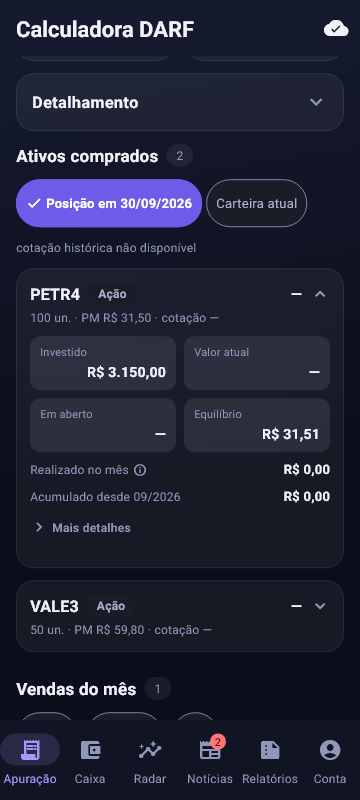 Calculadora DARF
Detalhamento
Ativos comprados 2
Posição em 30/09/2026 Carteira atual
cotação histórica não disponível
PETR4 Ação —
100 un. · PM R$ 31,50 · cotação —
Investido Valor atual
R$ 3.150,00 —
Em aberto Equilíbrio
— R$ 31,51
Realizado no mês R$ 0,00
Acumulado desde 09/2026 R$ 0,00
Mais detalhes
VALE3 Ação —
50 un. · PM R$ 59,80 · cotação —
Vendas do mês 1
2
Apuração Caixa Radar Notícias Relatórios Conta